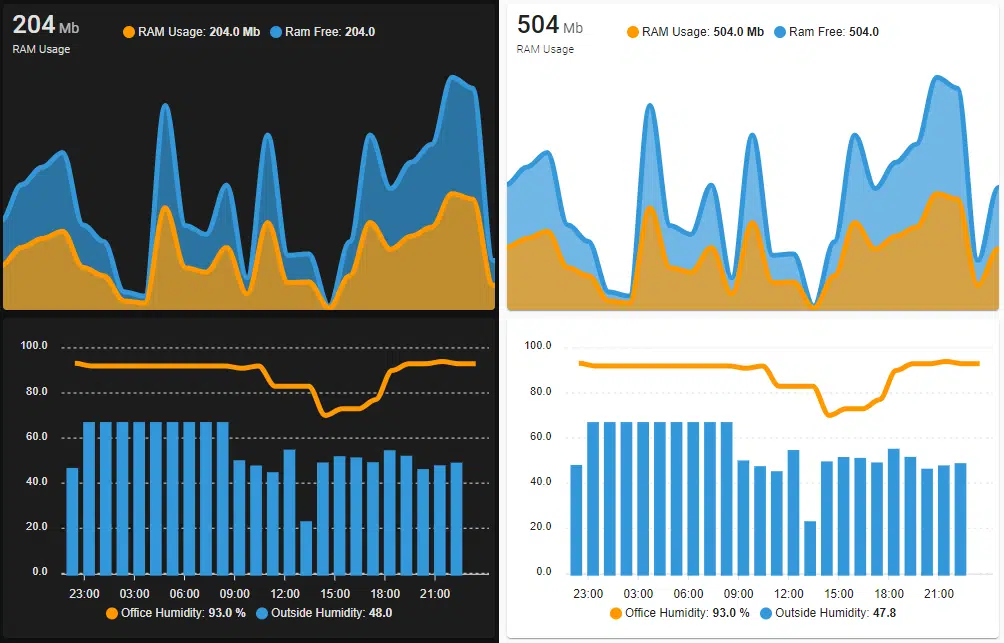 204 Mb
RAM Usage
RAM Usage: 204.0 Mb Ram Free: 204.0
100.0
80.0
60.0
40.0
20.0
0.0
23:00 03:00 06:00 09:00 12:00 15:00 18:00 21:00
Office Humidity: 93.0 % Outside Humidity: 48.0
504 Mb
RAM Usage
RAM Usage: 504.0 Mb Ram Free: 504.0
100.0
80.0
60.0
40.0
20.0
0.0
23:00 03:00 06:00 09:00 12:00 15:00 18:00 21:00
Office Humidity: 93.0 % Outside Humidity: 47.8